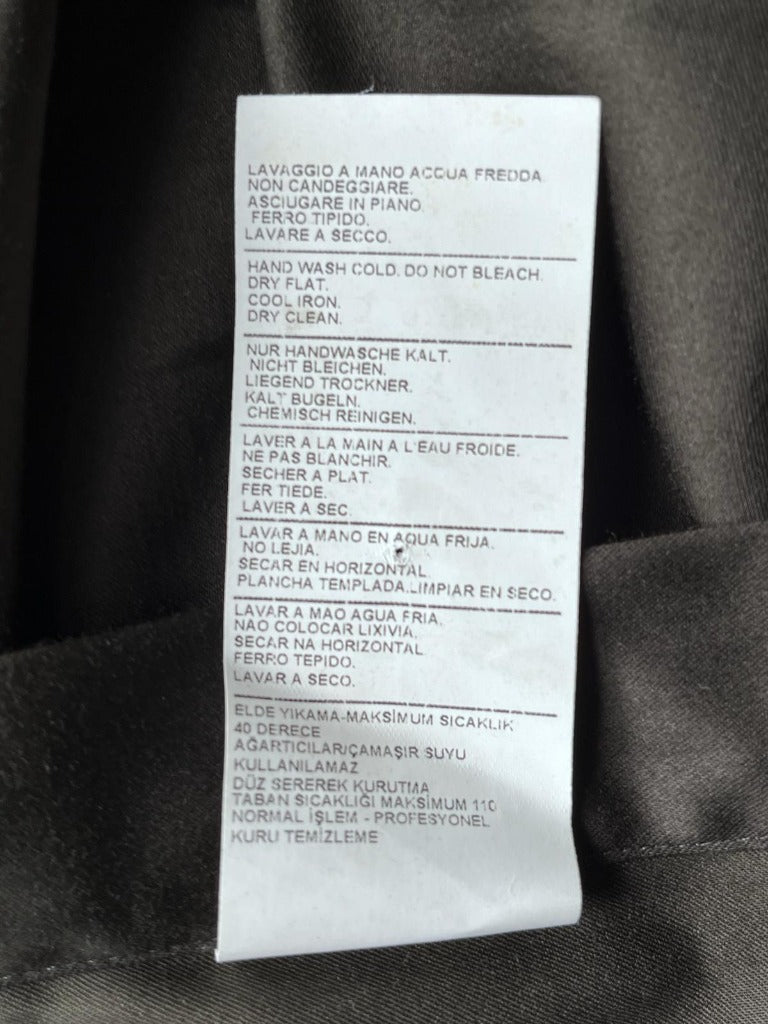 LAVAGGIO A MANO ACQUA FREDDA
NON CANDEGGIARE.
ASCIUGARE IN PIANO.
FERRO TIPIDO.
LAVARE A SECCO.
HAND WASH COLD. DO NOT BLEACH.
DRY FLAT.
COOL IRON.
DRY CLEAN.
NUR HANDWASCHE KALT.
NICHT BLEICHEN.
LIEGEND TROCKNER.
KALT BUGELN.
CHEMISCH REINIGEN.
LAVER A LA MAIN A L'EAU FROIDE.
NE PAS BLANCHIR.
SECHER A PLAT.
FER TIEDE.
LAVER A SEC.
LAVAR A MANO EN AQUA FRIJA.
NO LEJIA.
SECAR EN HORIZONTAL
PLANCHA TEMPLADA.LIMPIAR EN SECO.
LAVAR A MAO AGUA FRIA.
NAO COLOCAR LIXIVIA.
SECAR NA HORIZONTAL
FERRO TEPIDO.
LAVAR A SECO.
ELDE YIKAMA-MAKSİMUM SICAKLIK
40 DERECE
AĞARTICILAR/ÇAMAŞIR SUYU
KULLANILAMAZ
DÜZ SEREREK KURUTMA
TABAN SICAKLIĞI MAKSİMUM 110
NORMAL İŞLEM - PROFESYONEL
KURU TEMİZLEME